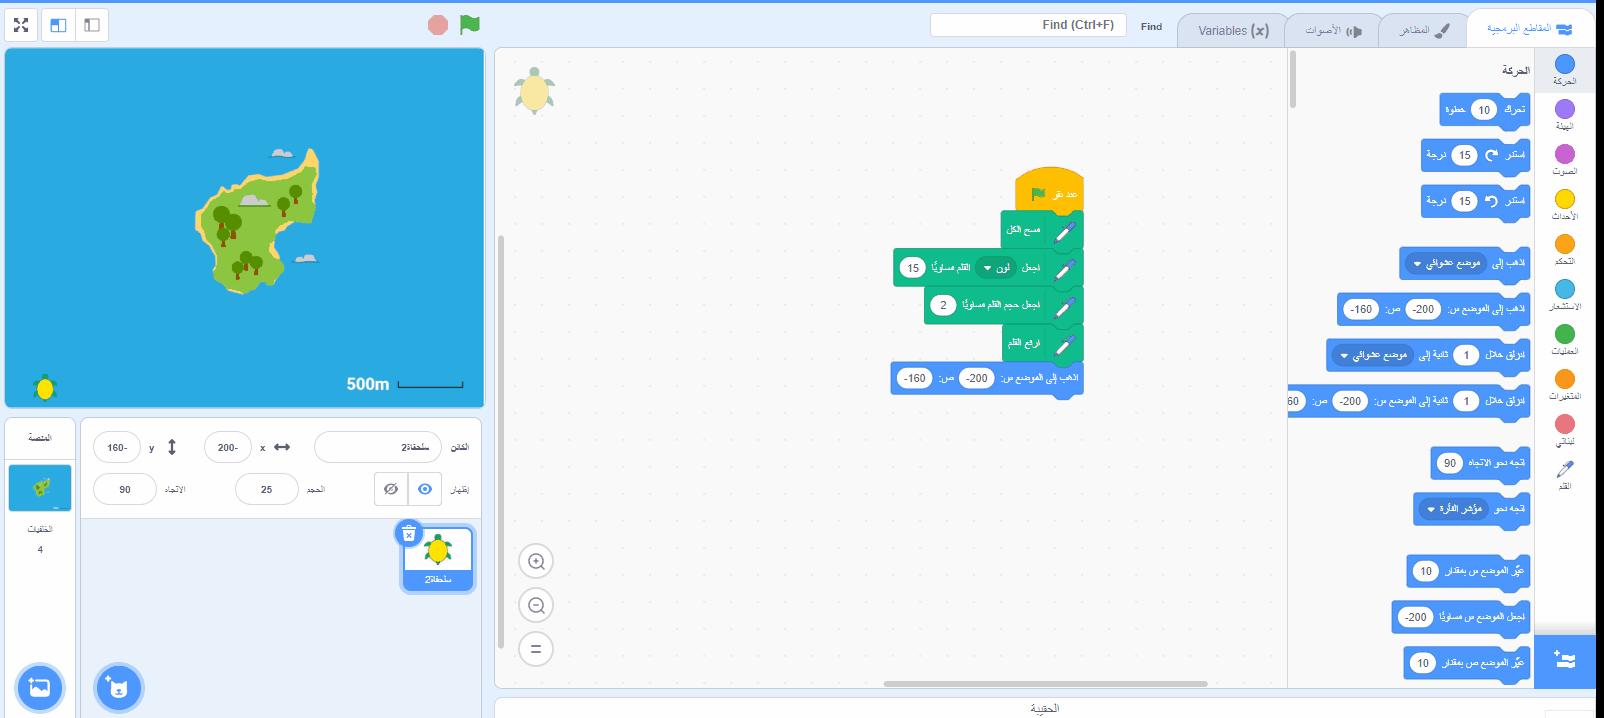 المقاطع البرمجية
المظاهر
الأصوات
Variables (x)
Find
Find (Ctrl+F)
الحركة
الهيئة
الصوت
الأحداث
التحكم
الاستشعار
العمليات
المتغيرات
لبناتي
القلم
الحركة
تحرك 10 خطوة
استدر 15 درجة
استدر 15 درجة
اذهب إلى موضع عشوائي
اذهب إلى الموضع س: -200 ص: -160
انزلق خلال 1 ثانية إلى موضع عشوائي
انزلق خلال 1 ثانية إلى الموضع س: -200 ص: 60
اتجه نحو الاتجاه 90
اتجه نحو مؤشر الفأرة
غيّر الموضع س بمقدار 10
اجعل الموضع س مساويًا -200
غيّر الموضع ص بمقدار 10
عند نقر
مسح الكل
اجعل لون القلم مساويًا 15
اجعل حجم القلم مساويًا 2
ارفع القلم
اذهب إلى الموضع س: -200 ص: -160
الحقيبة
500m
الكائن سلحفاة2 x -200 y -160
إظهار الحجم 25 الاتجاه 90
سلحفاة2
المنصة
الخلفيات
4